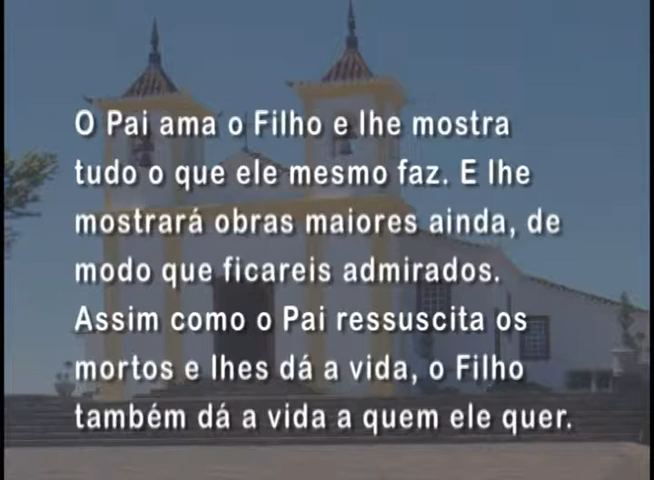 O Pai ama o Filho e lhe mostra
tudo o que ele mesmo faz. E lhe
mostrará obras maiores ainda, de
modo que ficareis admirados.
Assim como o Pai ressuscita os
mortos e lhes dá a vida, o Filho
também dá a vida a quem ele quer.